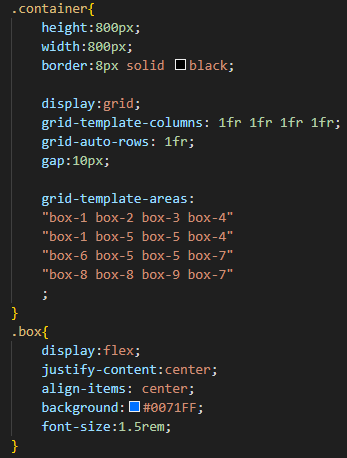 .container{
height:800px;
width:800px;
border:8px solid black;
display:grid;
grid-template-columns: 1fr 1fr 1fr 1fr;
grid-auto-rows: 1fr;
gap:10px;
grid-template-areas:
"box-1 box-2 box-3 box-4"
"box-1 box-5 box-5 box-4"
"box-6 box-5 box-5 box-7"
"box-8 box-8 box-9 box-7"
;
}
.box{
display:flex;
justify-content:center;
align-items: center;
background:#0071FF;
font-size:1.5rem;
}